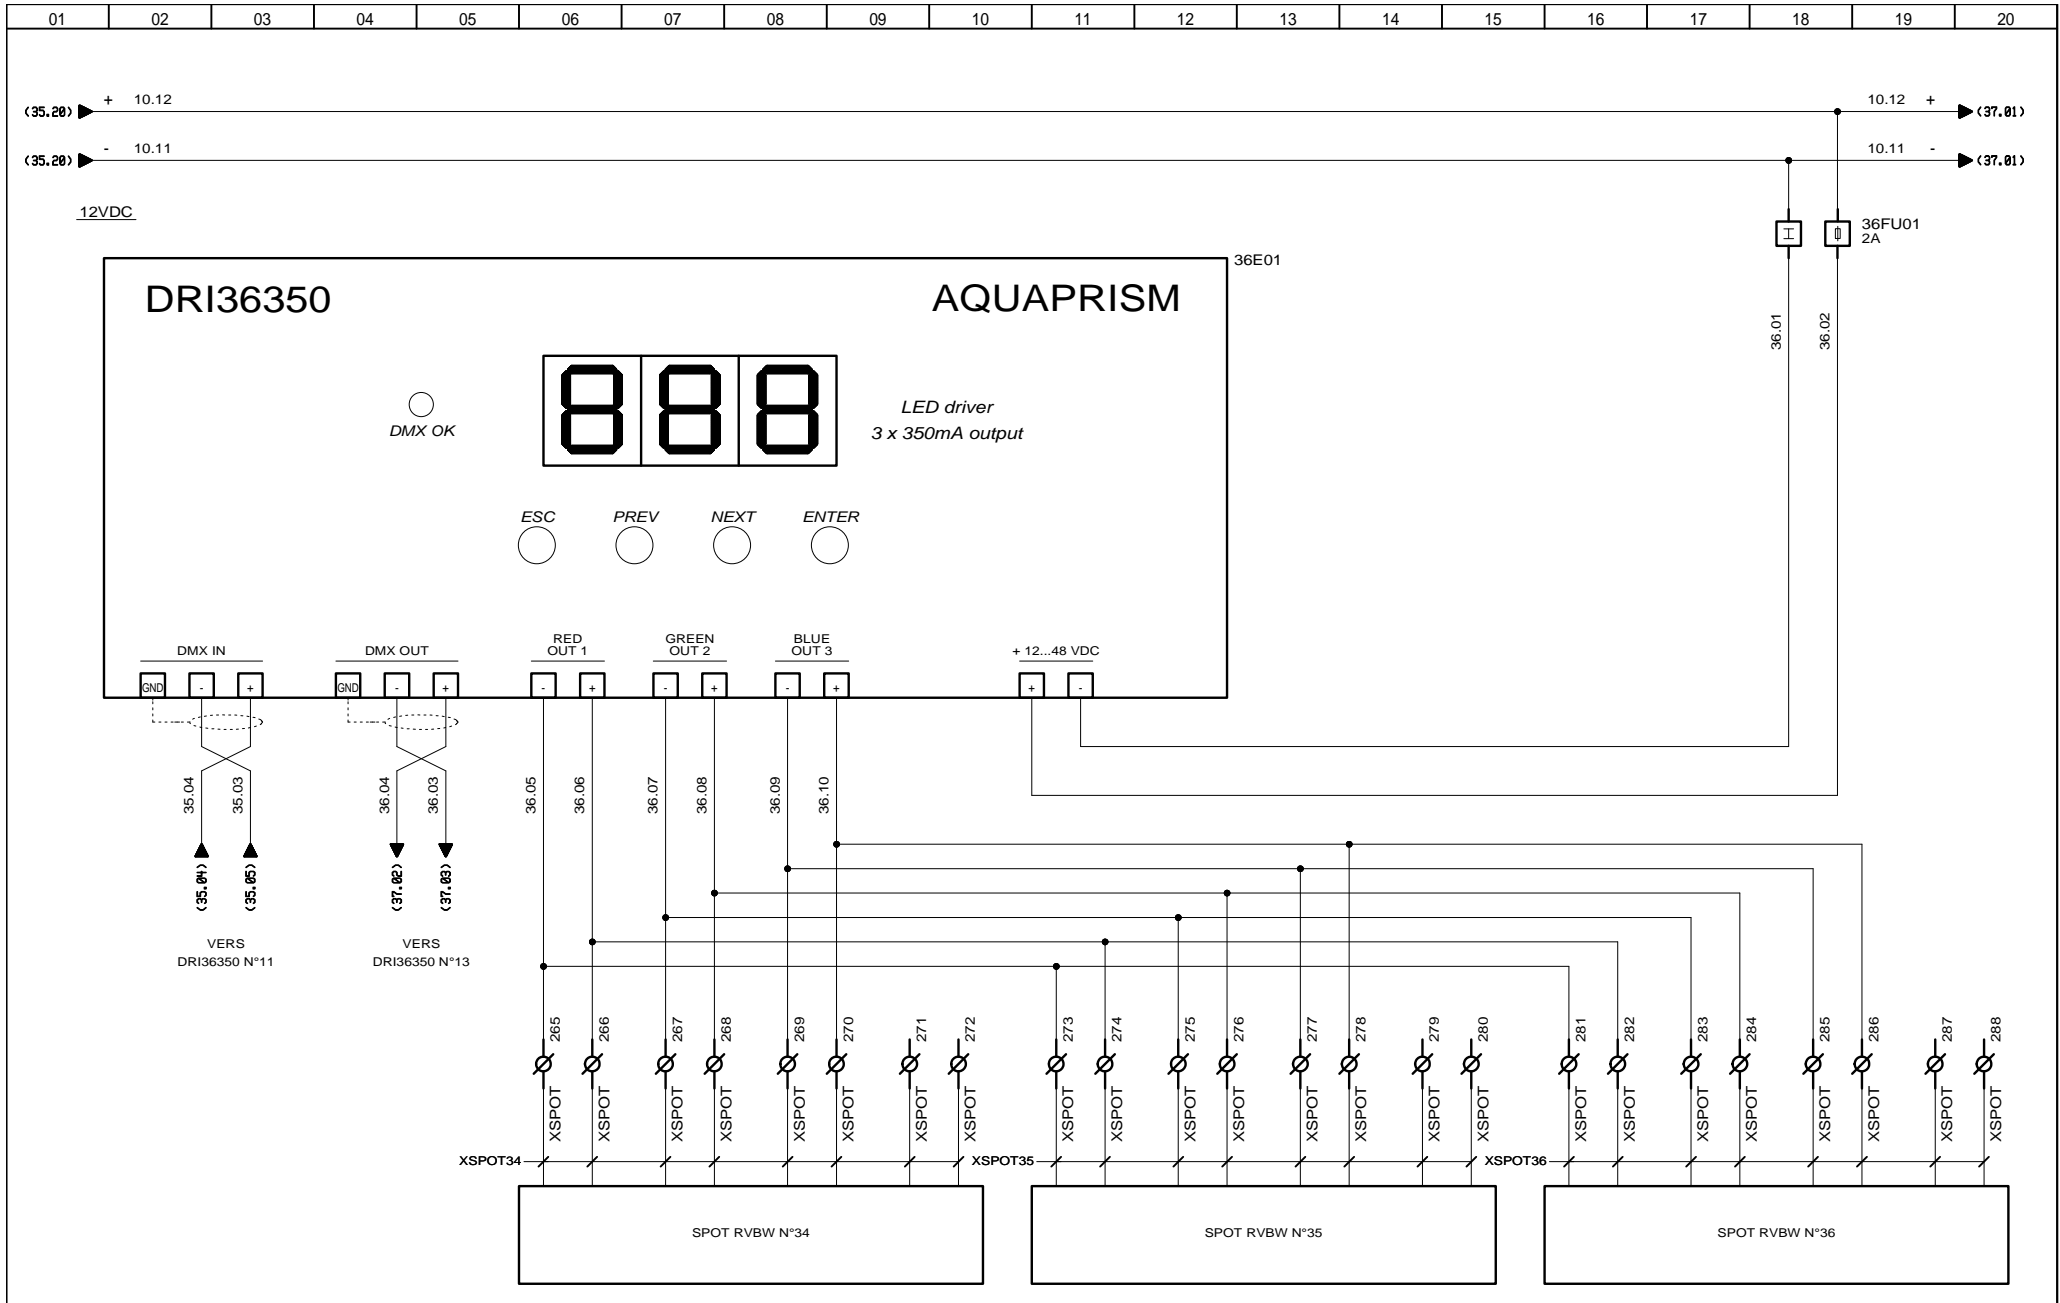 01 02 03 04 05 06 07 08 09 10 11 12 13 14 15 16 17 18 19 20
(35.20) + 10.12 10.12 + (37.01)
(35.20) - 10.11 10.11 - (37.01)
12VDC
36FU01
2A
36E01
DRI36350 AQUAPRISM
36.01 36.02
888
DMX OK
LED driver
3 x 350mA output
ESC PREV NEXT ENTER
DMX IN DMX OUT
RED
OUT 1
GREEN
OUT 2
BLUE
OUT 3
+ 12...48 VDC
GND - + GND - + - + - + - + + -
35.04 35.03 36.04 36.03 36.05 36.06 36.07 36.08 36.09 36.10
(35.04) (35.05) (37.02) (37.03)
VERS
DRI36350 N°11
VERS
DRI36350 N°13
265 266 267 268 269 270 271 272 273 274 275 276 277 278 279 280 281 282 283 284 285 286 287 288
XSPOT XSPOT XSPOT XSPOT XSPOT XSPOT XSPOT XSPOT XSPOT XSPOT XSPOT XSPOT XSPOT XSPOT XSPOT XSPOT XSPOT XSPOT XSPOT XSPOT XSPOT XSPOT XSPOT XSPOT
XSPOT34 XSPOT35 XSPOT36
SPOT RVBW N°34 SPOT RVBW N°35 SPOT RVBW N°36